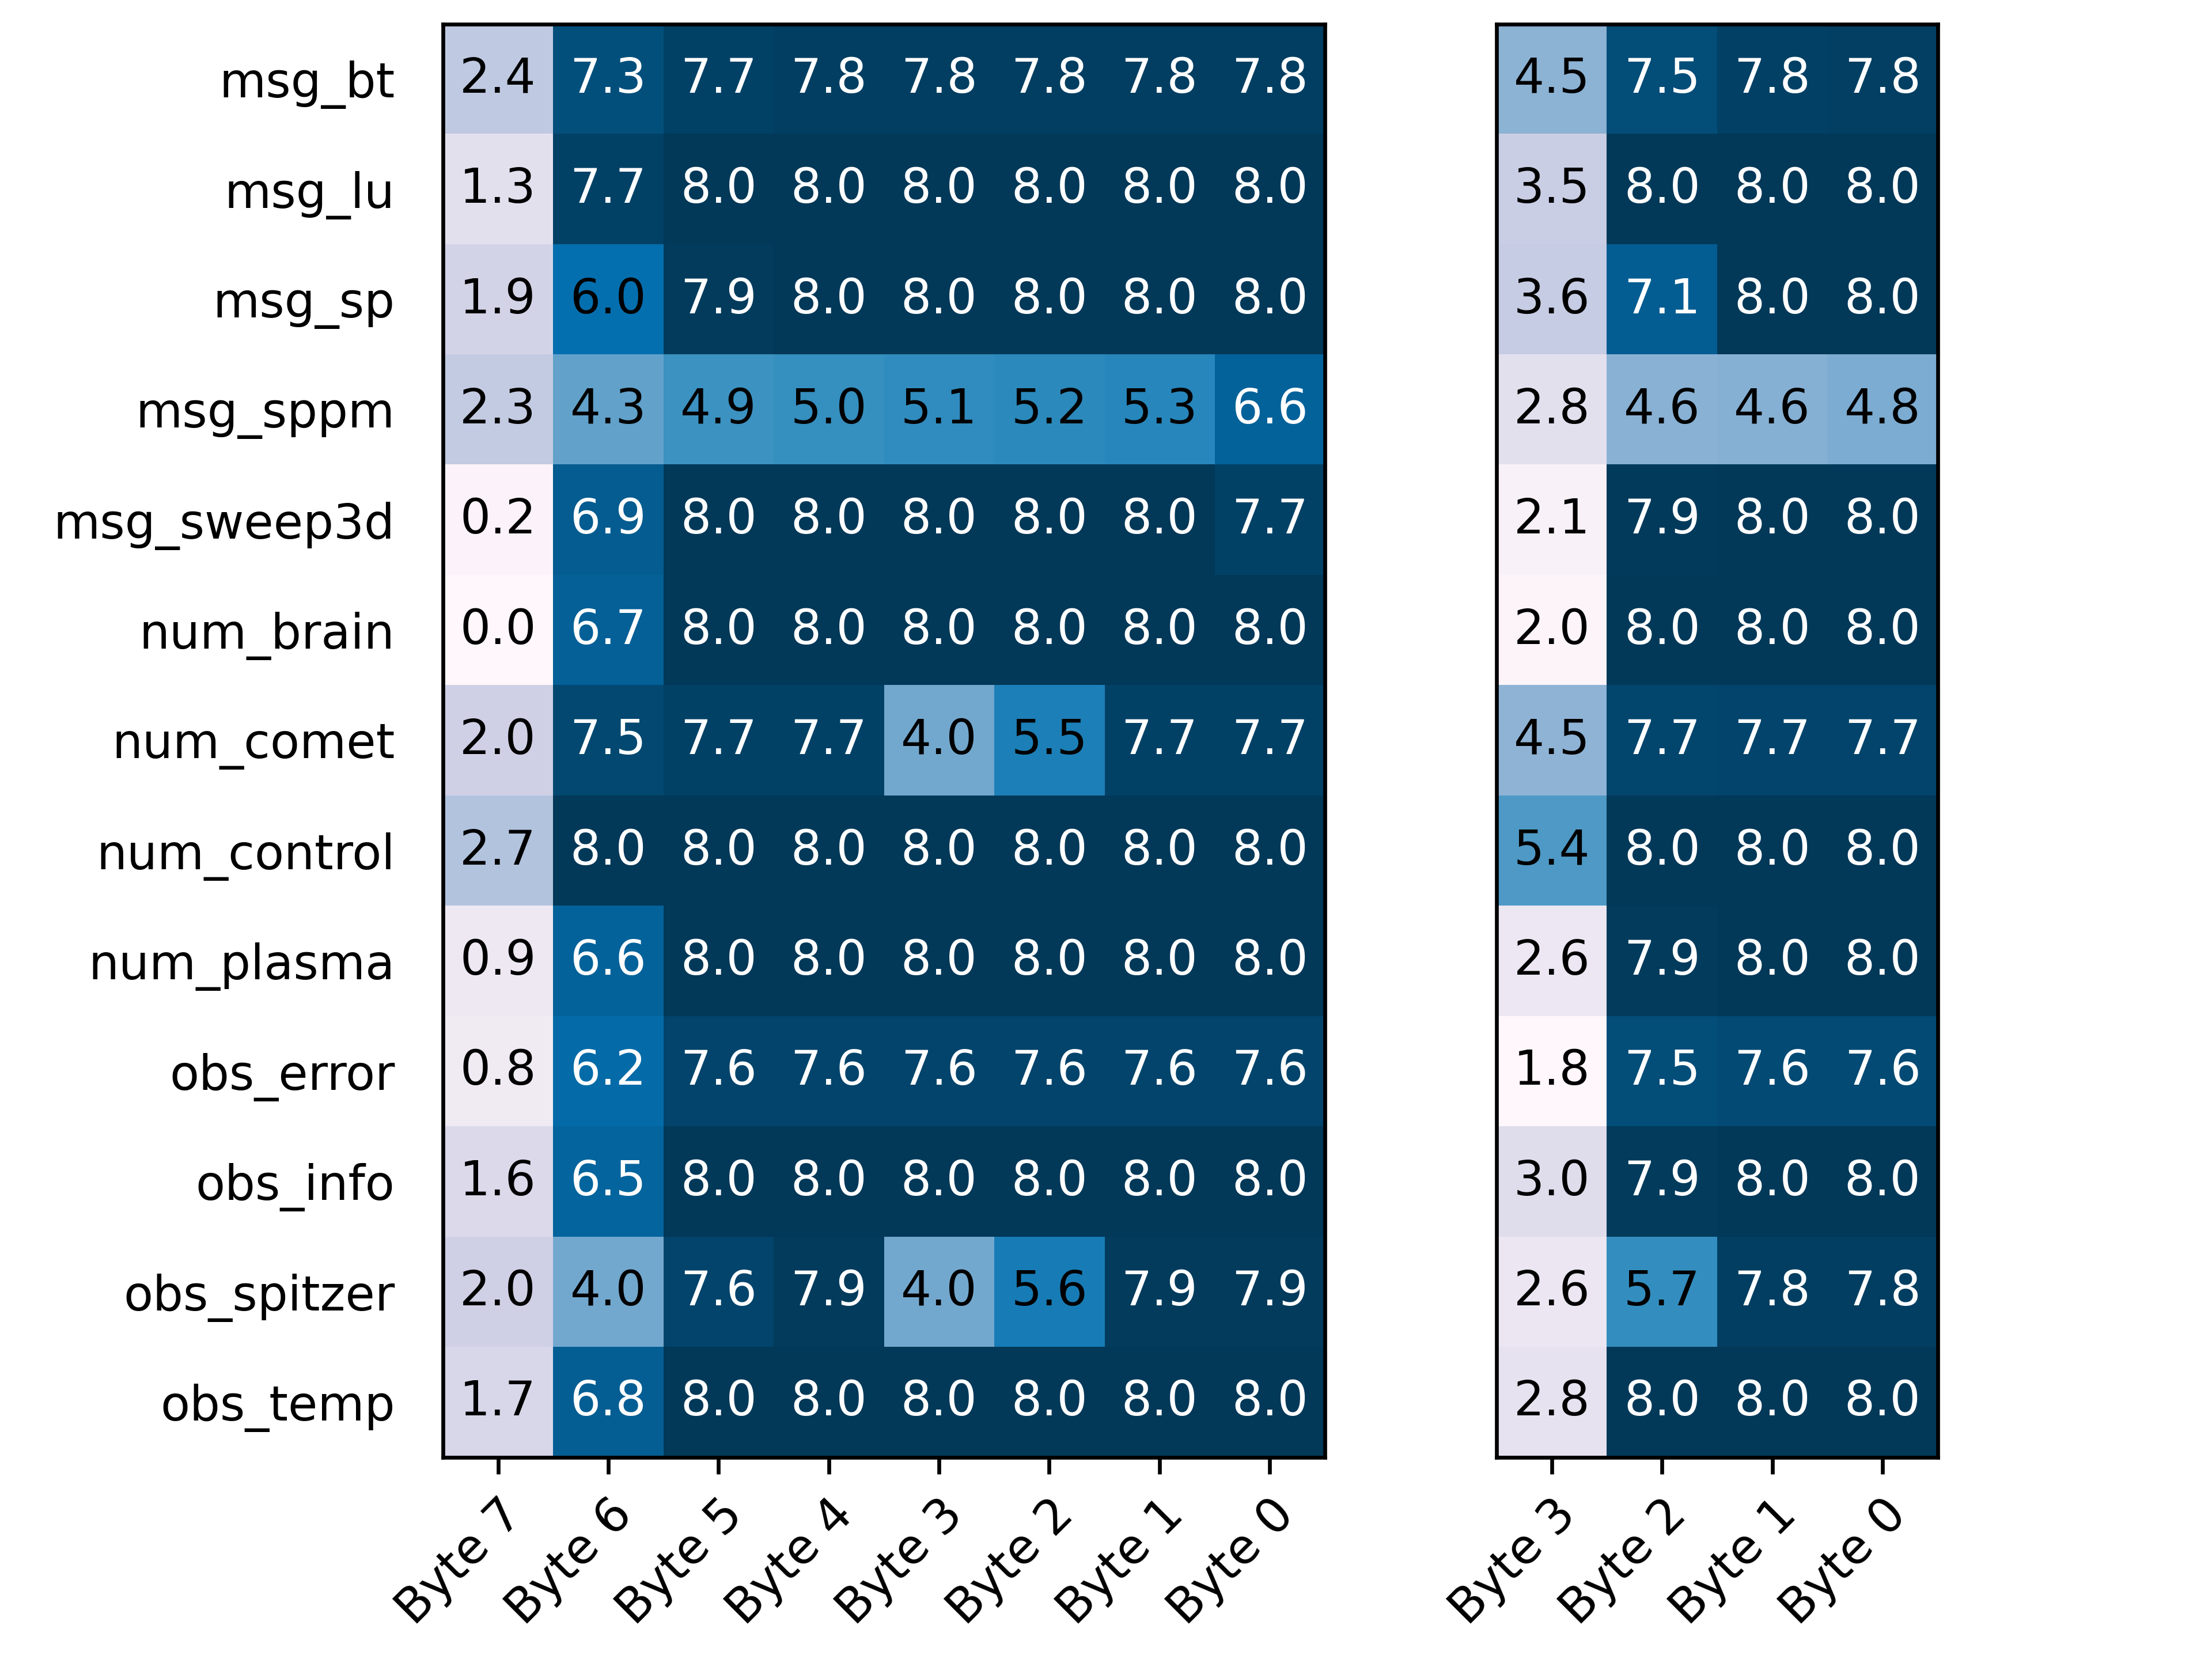 msg_bt 2.4 7.3 7.7 7.8 7.8 7.8 7.8 7.8 4.5 7.5 7.8 7.8
msg_lu 1.3 7.7 8.0 8.0 8.0 8.0 8.0 8.0 3.5 8.0 8.0 8.0
msg_sp 1.9 6.0 7.9 8.0 8.0 8.0 8.0 8.0 3.6 7.1 8.0 8.0
msg_sppm 2.3 4.3 4.9 5.0 5.1 5.2 5.3 6.6 2.8 4.6 4.6 4.8
msg_sweep3d 0.2 6.9 8.0 8.0 8.0 8.0 8.0 7.7 2.1 7.9 8.0 8.0
num_brain 0.0 6.7 8.0 8.0 8.0 8.0 8.0 8.0 2.0 8.0 8.0 8.0
num_comet 2.0 7.5 7.7 7.7 4.0 5.5 7.7 7.7 4.5 7.7 7.7 7.7
num_control 2.7 8.0 8.0 8.0 8.0 8.0 8.0 8.0 5.4 8.0 8.0 8.0
num_plasma 0.9 6.6 8.0 8.0 8.0 8.0 8.0 8.0 2.6 7.9 8.0 8.0
obs_error 0.8 6.2 7.6 7.6 7.6 7.6 7.6 7.6 1.8 7.5 7.6 7.6
obs_info 1.6 6.5 8.0 8.0 8.0 8.0 8.0 8.0 3.0 7.9 8.0 8.0
obs_spitzer 2.0 4.0 7.6 7.9 4.0 5.6 7.9 7.9 2.6 5.7 7.8 7.8
obs_temp 1.7 6.8 8.0 8.0 8.0 8.0 8.0 8.0 2.8 8.0 8.0 8.0
Byte 7 Byte 6 Byte 5 Byte 4 Byte 3 Byte 2 Byte 1 Byte 0 Byte 3 Byte 2 Byte 1 Byte 0